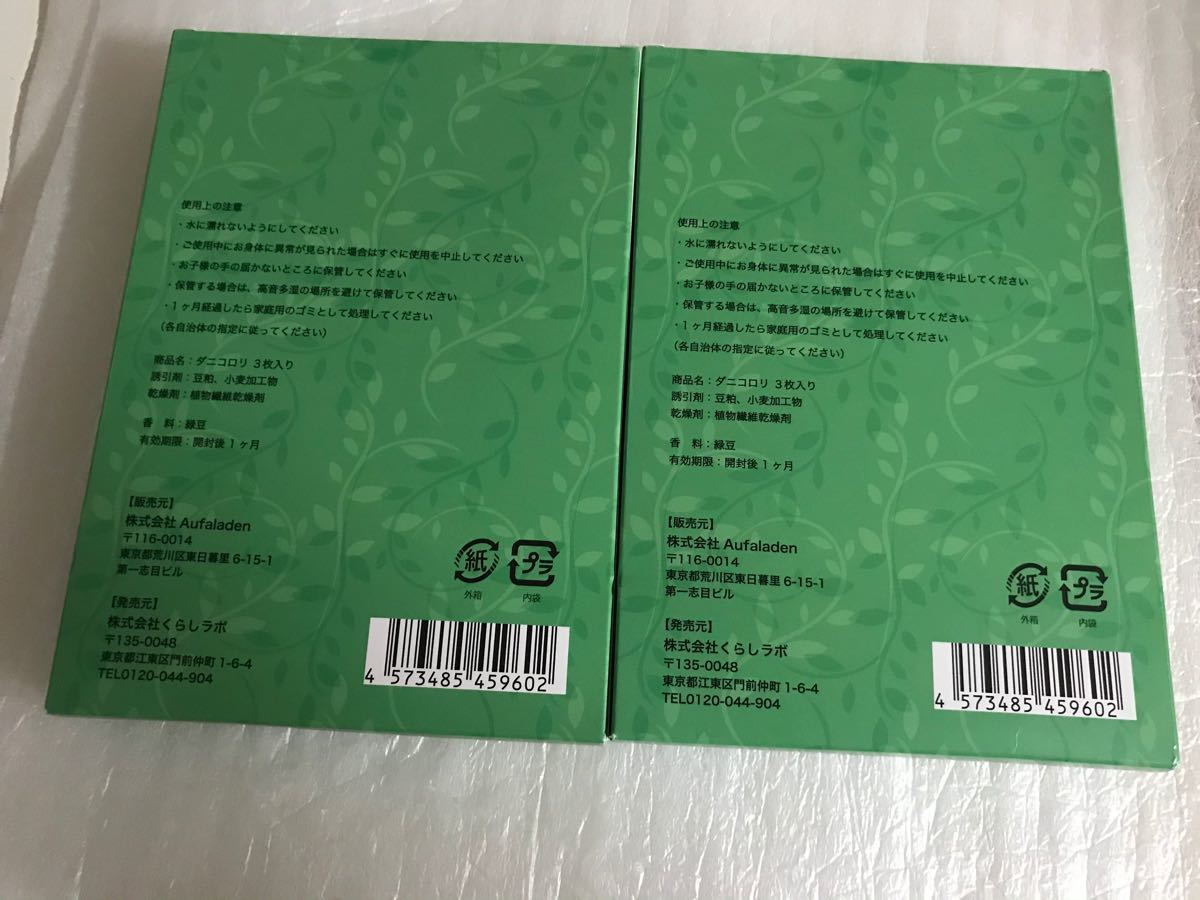 使用上の注意
・水に濡れないようにしてください
・ご使用中にお身体に異常が見られた場合はすぐに使用を中止してください
・お子様の手の届かないところに保管してください
・保管する場合は、高音多湿の場所を避けて保管してください
・1ヶ月経過したら家庭用のゴミとして処理してください
（各自治体の指定に従ってください）
商品名：ダニコロリ 3枚入り
誘引剤：豆粕、小麦加工物
乾燥剤：植物繊維乾燥剤
香 料：緑豆
有効期限：開封後1ヶ月
【販売元】
株式会社 Aufaladen
〒116-0014
東京都荒川区東日暮里 6-15-1
第一志目ビル
【発売元】
株式会社くらしラボ
〒135-0048
東京都江東区門前仲町 1-6-4
TEL0120-044-904
紙
外箱
プラ
内袋
4 573485 459602
使用上の注意
・水に濡れないようにしてください
・ご使用中にお身体に異常が見られた場合はすぐに使用を中止してください
・お子様の手の届かないところに保管してください
・保管する場合は、高音多湿の場所を避けて保管してください
・1ヶ月経過したら家庭用のゴミとして処理してください
（各自治体の指定に従ってください）
商品名：ダニコロリ 3枚入り
誘引剤：豆粕、小麦加工物
乾燥剤：植物繊維乾燥剤
香 料：緑豆
有効期限：開封後1ヶ月
【販売元】
株式会社 Aufaladen
〒116-0014
東京都荒川区東日暮里 6-15-1
第一志目ビル
【発売元】
株式会社くらしラボ
〒135-0048
東京都江東区門前仲町 1-6-4
TEL0120-044-904
紙
外箱
プラ
内袋
4 573485 459602